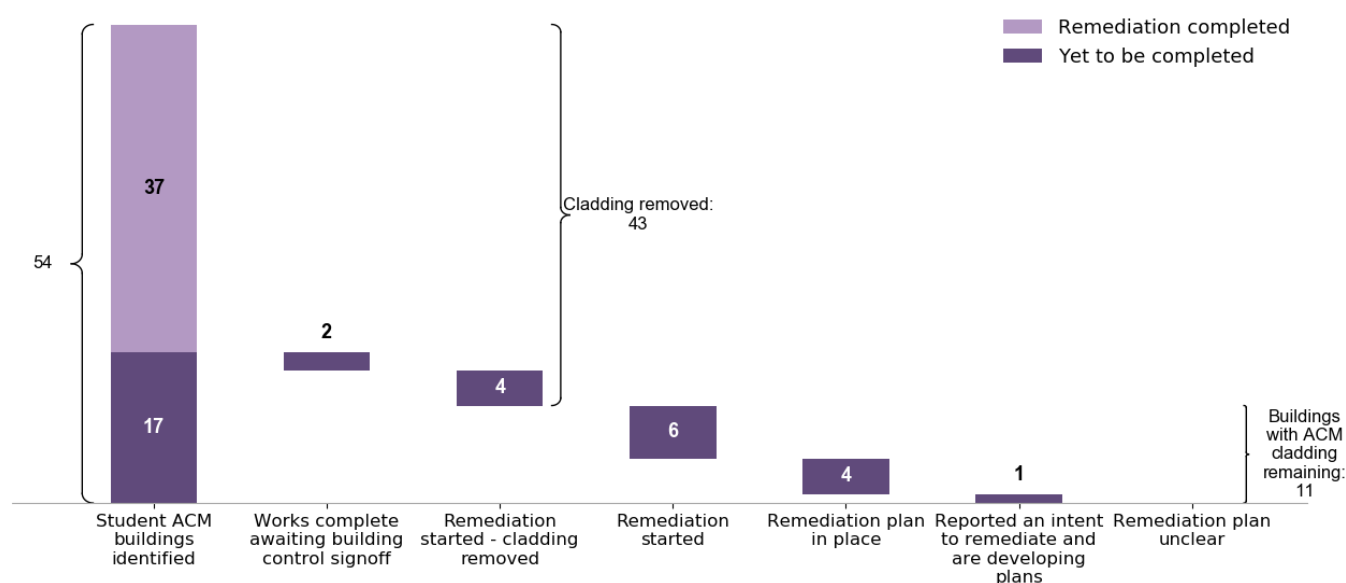 Remediation completed
Yet to be completed
37
54
Cladding removed:
43
2
4
17
6
4
1
Buildings
with ACM
cladding
remaining:
11
Student ACM
buildings
identified
Works complete
awaiting building
control signoff
Remediation
started - cladding
removed
Remediation
started
Remediation plan
in place
Reported an intent
to remediate and
are developing
plans
Remediation plan
unclear